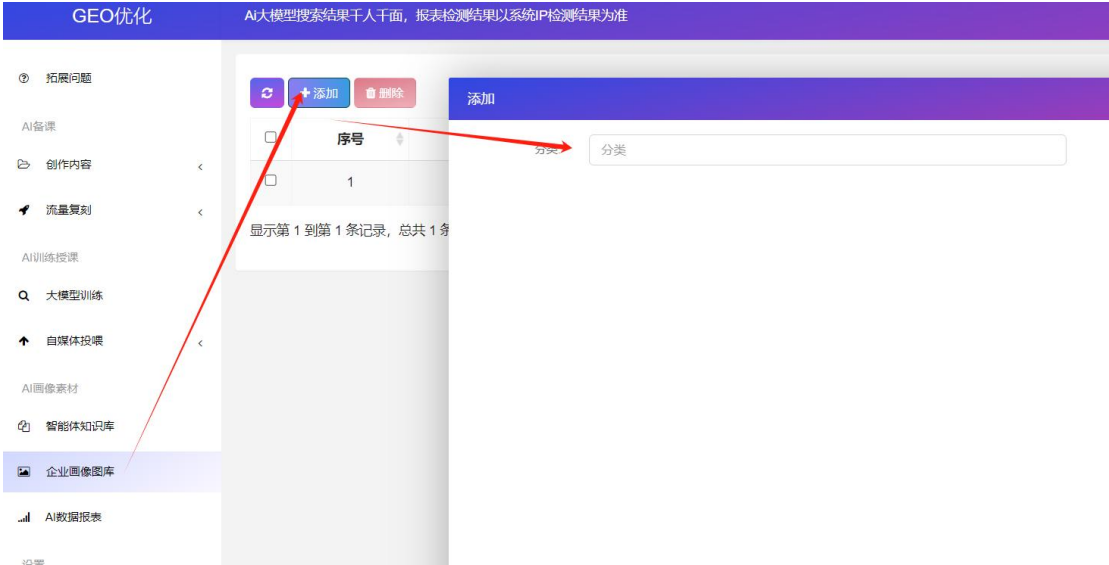 GEO优化
AI大模型搜索结果千人千面，报表检测结果以系统IP检测结果为准
拓展问题
AI备课
创作内容
流量复刻
AI训练授课
大模型训练
自媒体投喂
AI画像素材
智能体知识库
企业画像图库
AI数据报表
设置
添加
删除
序号
1
显示第 1 到第 1 条记录，总共 1 条
添加
分类
分类